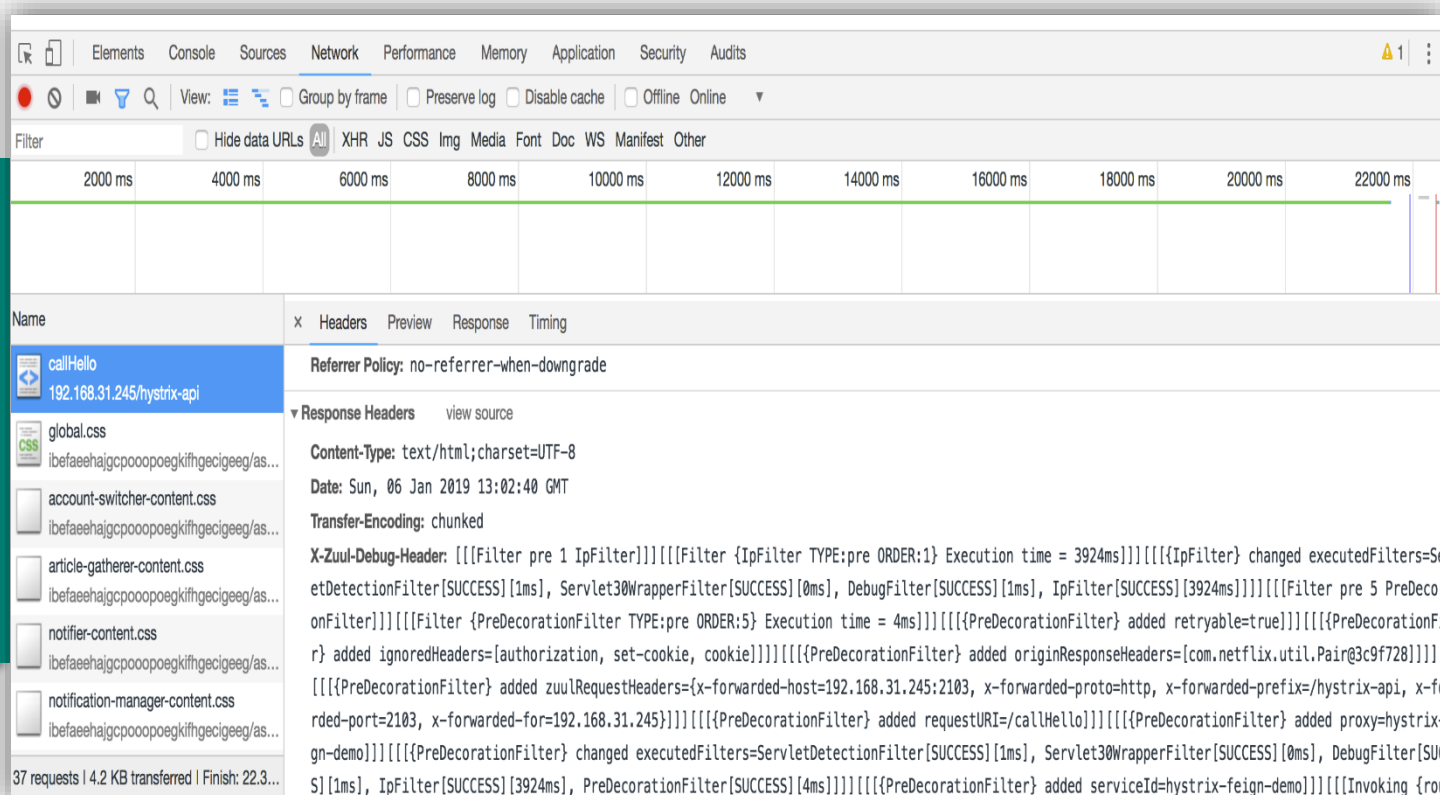 Elements Console Sources Network Performance Memory Application Security Audits 1
View: Group by frame Preserve log Disable cache Offline Online
Filter Hide data URLs All XHR JS CSS Img Media Font Doc WS Manifest Other
2000 ms 4000 ms 6000 ms 8000 ms 10000 ms 12000 ms 14000 ms 16000 ms 18000 ms 20000 ms 22000 ms
Name
callHello
192.168.31.245/hystrix-api
global.css
ibefaeehajgcpooopoegkifhgecigeeg/as...
account-switcher-content.css
ibefaeehajgcpooopoegkifhgecigeeg/as...
article-gatherer-content.css
ibefaeehajgcpooopoegkifhgecigeeg/as...
notifier-content.css
ibefaeehajgcpooopoegkifhgecigeeg/as...
notification-manager-content.css
ibefaeehajgcpooopoegkifhgecigeeg/as...
37 requests | 4.2 KB transferred | Finish: 22.3...
× Headers Preview Response Timing
Referrer Policy: no-referrer-when-downgrade
Response Headers view source
Content-Type: text/html;charset=UTF-8
Date: Sun, 06 Jan 2019 13:02:40 GMT
Transfer-Encoding: chunked
X-Zuul-Debug-Header: [[[Filter pre 1 IpFilter]]][[[Filter {IpFilter TYPE:pre ORDER:1} Execution time = 3924ms]]][[[{IpFilter} changed executedFilters=Se
etDetectionFilter[SUCCESS][1ms], Servlet30WrapperFilter[SUCCESS][0ms], DebugFilter[SUCCESS][1ms], IpFilter[SUCCESS][3924ms]]]][[[Filter pre 5 PreDeco
onFilter]]][[[Filter {PreDecorationFilter TYPE:pre ORDER:5} Execution time = 4ms]]][[[{PreDecorationFilter} added retryable=true]]][[[{PreDecorationF
r} added ignoredHeaders=[authorization, set-cookie, cookie]]]][[[{PreDecorationFilter} added originResponseHeaders=[com.netflix.util.Pair@3c9f728]]]]
[[[{PreDecorationFilter} added zuulRequestHeaders={x-forwarded-host=192.168.31.245:2103, x-forwarded-proto=http, x-forwarded-prefix=/hystrix-api, x-f
rded-port=2103, x-forwarded-for=192.168.31.245}]]][[[{PreDecorationFilter} added requestURI=/callHello]]][[[{PreDecorationFilter} added proxy=hystrix-
gn-demo]]][[[{PreDecorationFilter} changed executedFilters=ServletDetectionFilter[SUCCESS][1ms], Servlet30WrapperFilter[SUCCESS][0ms], DebugFilter[SU
S][1ms], IpFilter[SUCCESS][3924ms], PreDecorationFilter[SUCCESS][4ms]]]][[[{PreDecorationFilter} added serviceId=hystrix-feign-demo]]][[[Invoking {rou